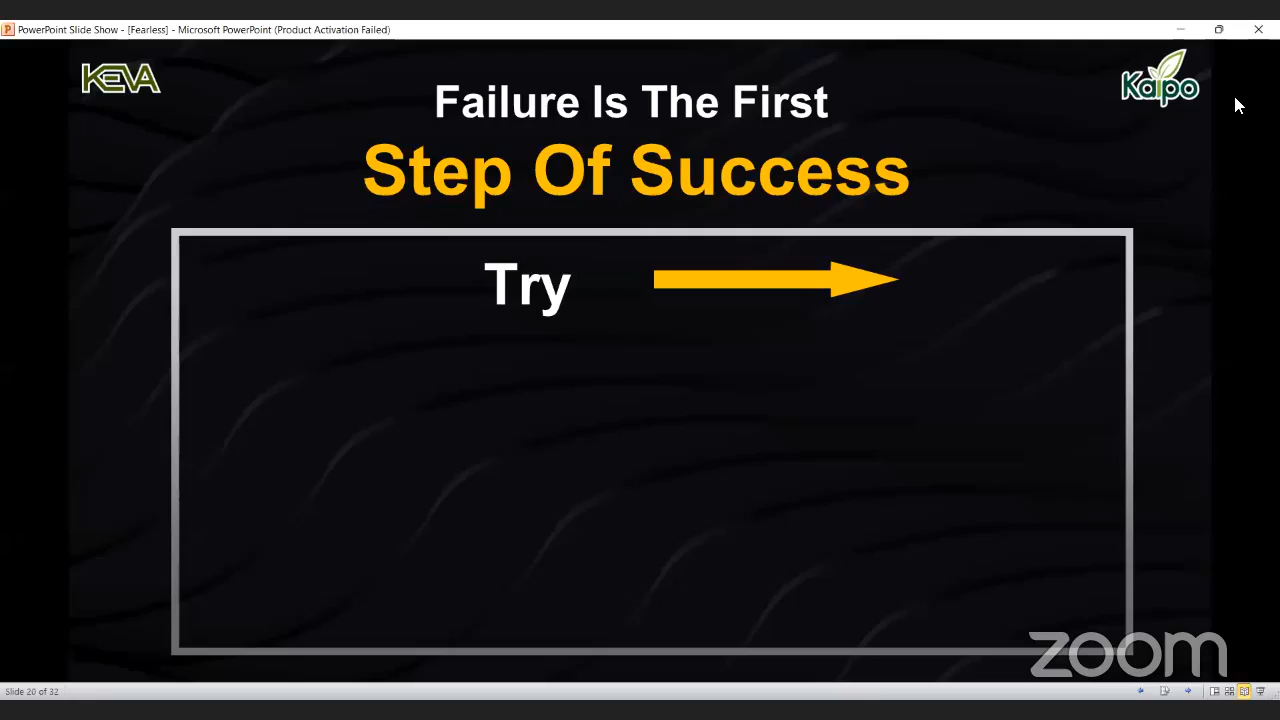 PowerPoint Slide Show - [Fearless] - Microsoft PowerPoint (Product Activation Failed)
KEVA
Kaipo
Failure Is The First
Step Of Success
Try
zoom
Slide 20 of 32